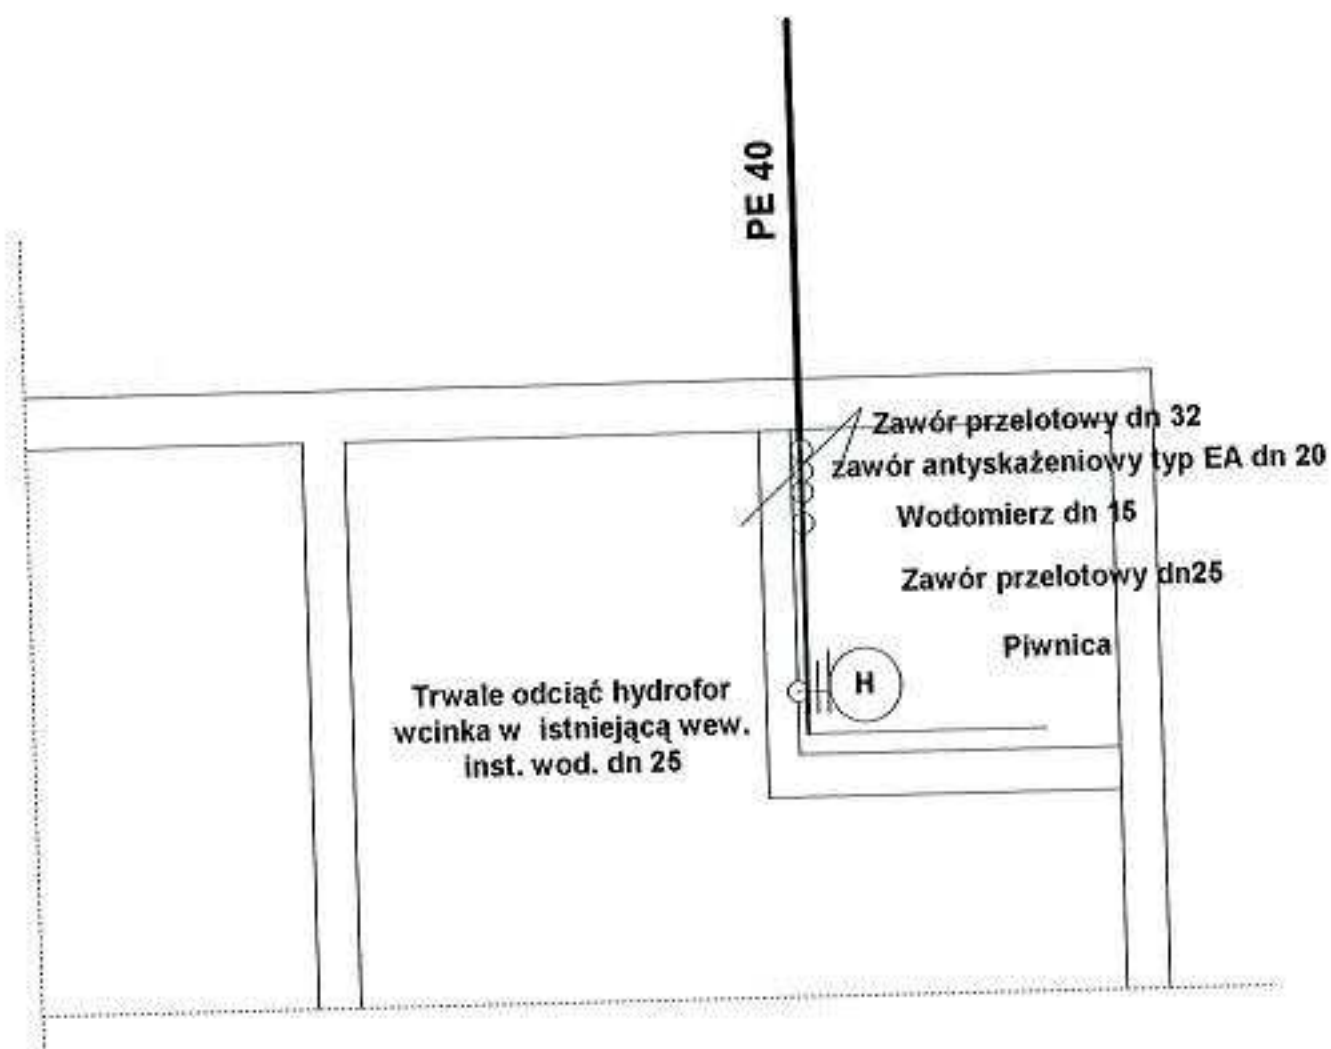 PE 40
Zawór przelotowy dn 32
zawór antyskażeniowy typ EA dn 20
Wodomierz dn 15
Zawór przelotowy dn25
Piwnica
H
Trwale odciąć hydrofor
wcinka w istniejącą wew.
inst. wod. dn 25